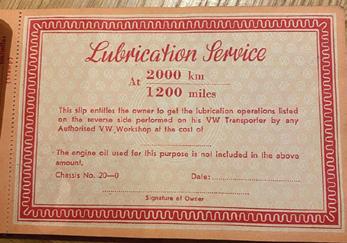 Lubrication Service
At 2000 km
1200 miles
This slip entitles the owner to get the lubrication operations listed
on the reverse side performed on his VW Transporter by any
Authorised VW Workshop at the cost of
The engine oil used for this purpose is not included in the above
amount.
Chassis No. 20—0 Date:
Signature of Owner